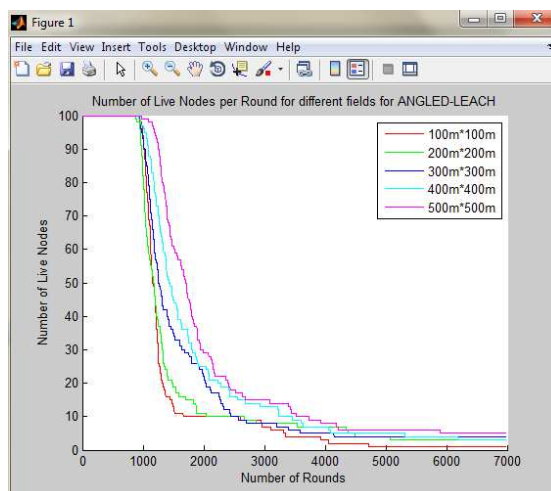 Figure 1
File Edit View Insert Tools Desktop Window Help
Number of Live Nodes per Round for different fields for ANGLED-LEACH
100m*100m
200m*200m
300m*300m
400m*400m
500m*500m
Number of Live Nodes
100
90
80
70
60
50
40
30
20
10
0
0 1000 2000 3000 4000 5000 6000 7000
Number of Rounds